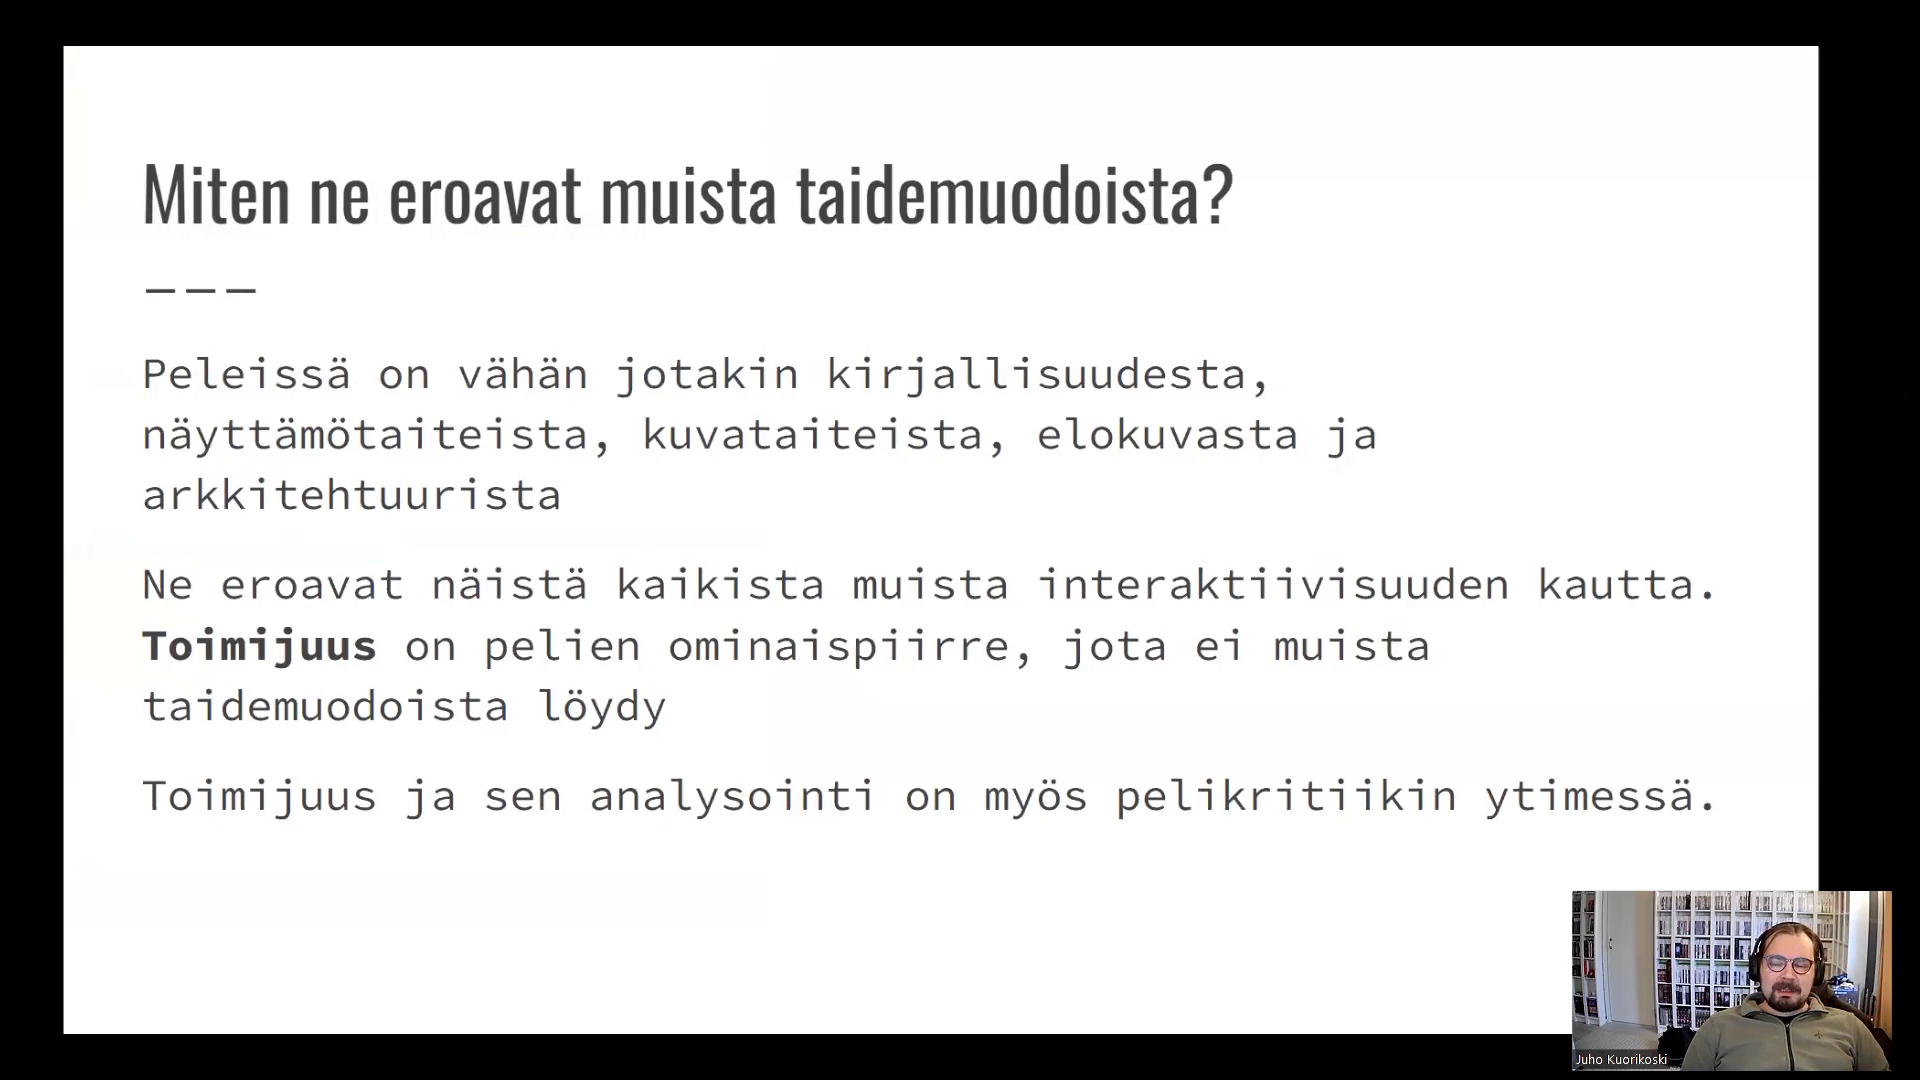 Miten ne eroavat muista taidemuodoista?
———
Peleissä on vähän jotakin kirjallisuudesta,
näyttämötaiteista, kuvataiteista, elokuvasta ja
arkkitehtuurista
Ne eroavat näistä kaikista muista interaktiivisuuden kautta.
Toimijuus on pelien ominaispiirre, jota ei muista
taidemuodoista löydy
Toimijuus ja sen analysointi on myös pelikritiikin ytimessä.
Juho Kuorikoski